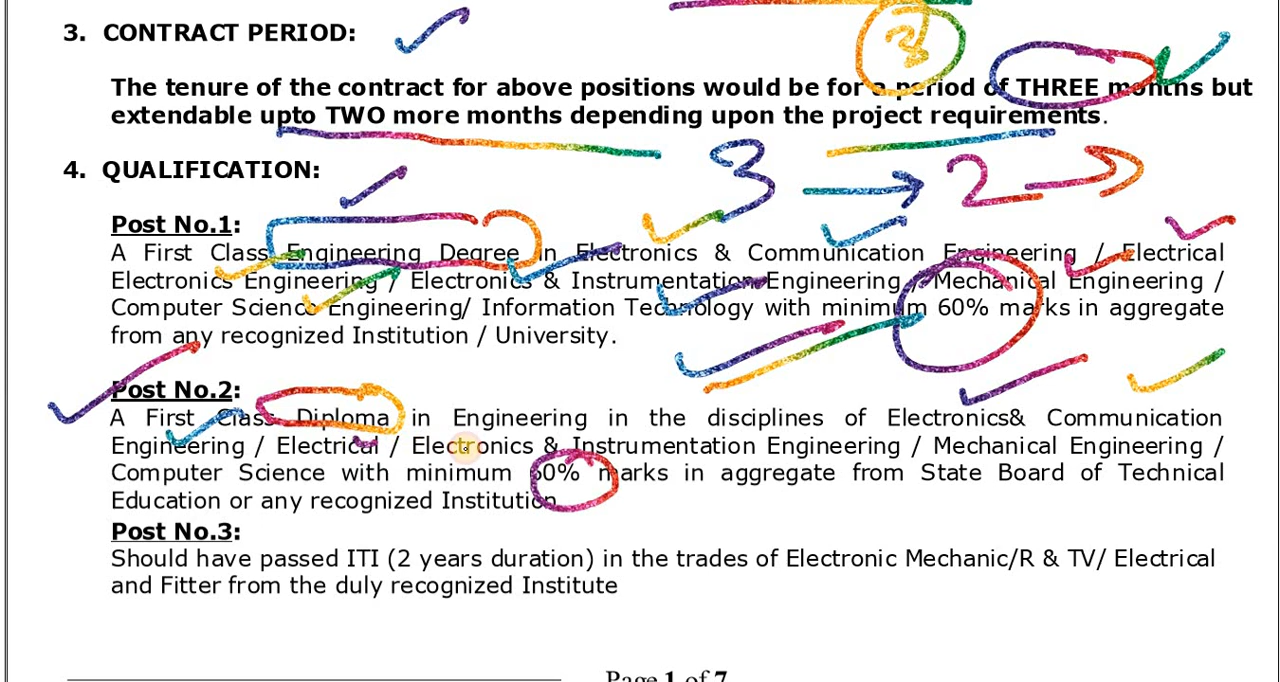 3. CONTRACT PERIOD:
3
The tenure of the contract for above positions would be for a period of THREE months but
extendable upto TWO more months depending upon the project requirements.
4. QUALIFICATION:
3 → 2 →
Post No.1:
A First Class Engineering Degree in Electronics & Communication Engineering / Electrical
Electronics Engineering / Electronics & Instrumentation Engineering / Mechanical Engineering /
Computer Science Engineering/ Information Technology with minimum 60% marks in aggregate
from any recognized Institution / University.
Post No.2:
A First Class Diploma in Engineering in the disciplines of Electronics& Communication
Engineering / Electrical / Electronics & Instrumentation Engineering / Mechanical Engineering /
Computer Science with minimum 60% marks in aggregate from State Board of Technical
Education or any recognized Institution
Post No.3:
Should have passed ITI (2 years duration) in the trades of Electronic Mechanic/R & TV/ Electrical
and Fitter from the duly recognized Institute
Page 1 of 7